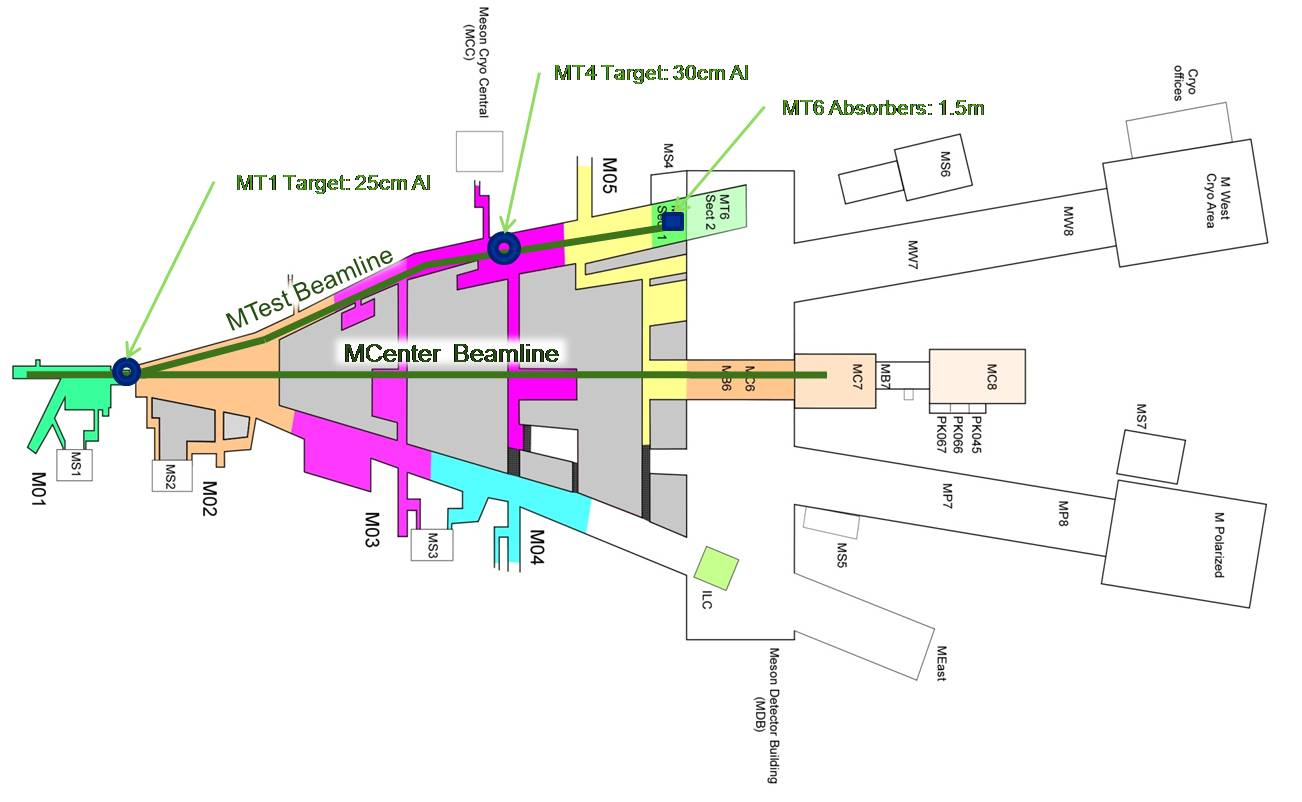 Meson Cryo Central
(MCC)
MT4 Target: 30cm Al
Cryo
offices
MT6 Absorbers: 1.5m
MS4
M05
MS6
MT1 Target: 25cm Al
MT6
Sect 2
Sect 1
M West
Cryo Area
MW8
MW7
MTest Beamline
MCenter Beamline
MB6
MC6
MC7
MB7
MC8
PK067
PK066
PK045
MS1
M01
MS2
M02
M03
MS3
M04
MS7
MP7
MP8
M Polarized
MS5
ILC
MEast
Meson Detector Building
(MDB)